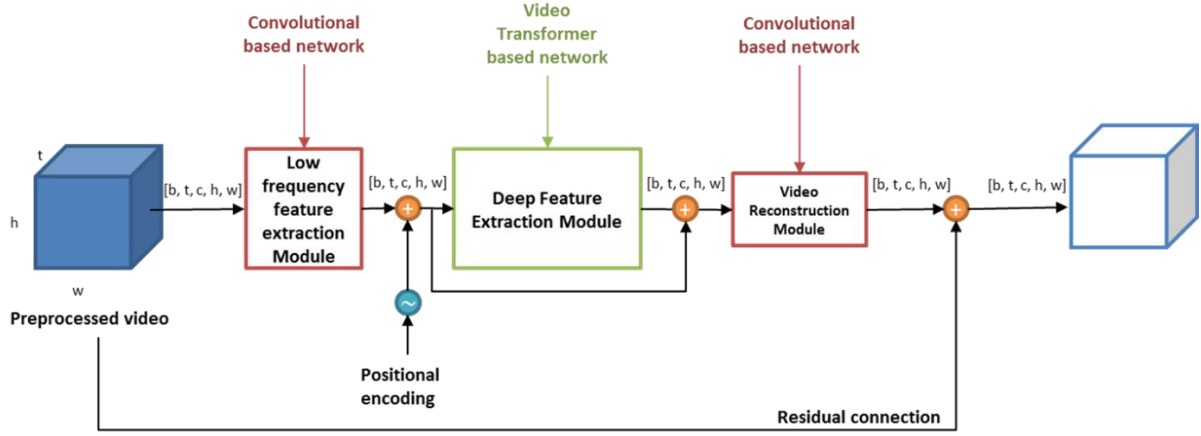 Convolutional
based network
Video
Transformer
based network
Convolutional
based network
t
h
w
Preprocessed video
[b, t, c, h, w]
Low
frequency
feature
extraction
Module
[b, t, c, h, w]
+
~
Positional
encoding
Deep Feature
Extraction Module
[b, t, c, h, w]
+
Video
Reconstruction
Module
[b, t, c, h, w]
+
[b, t, c, h, w]
Residual connection